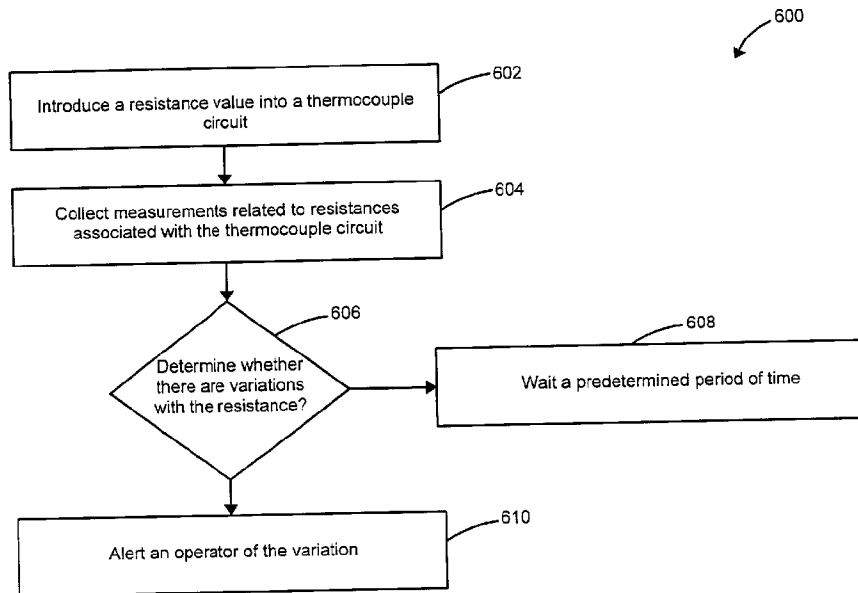 600
602
Introduce a resistance value into a thermocouple
circuit
604
Collect measurements related to resistances
associated with the thermocouple circuit
606
Determine whether
there are variations
with the resistance?
608
Wait a predetermined period of time
610
Alert an operator of the variation